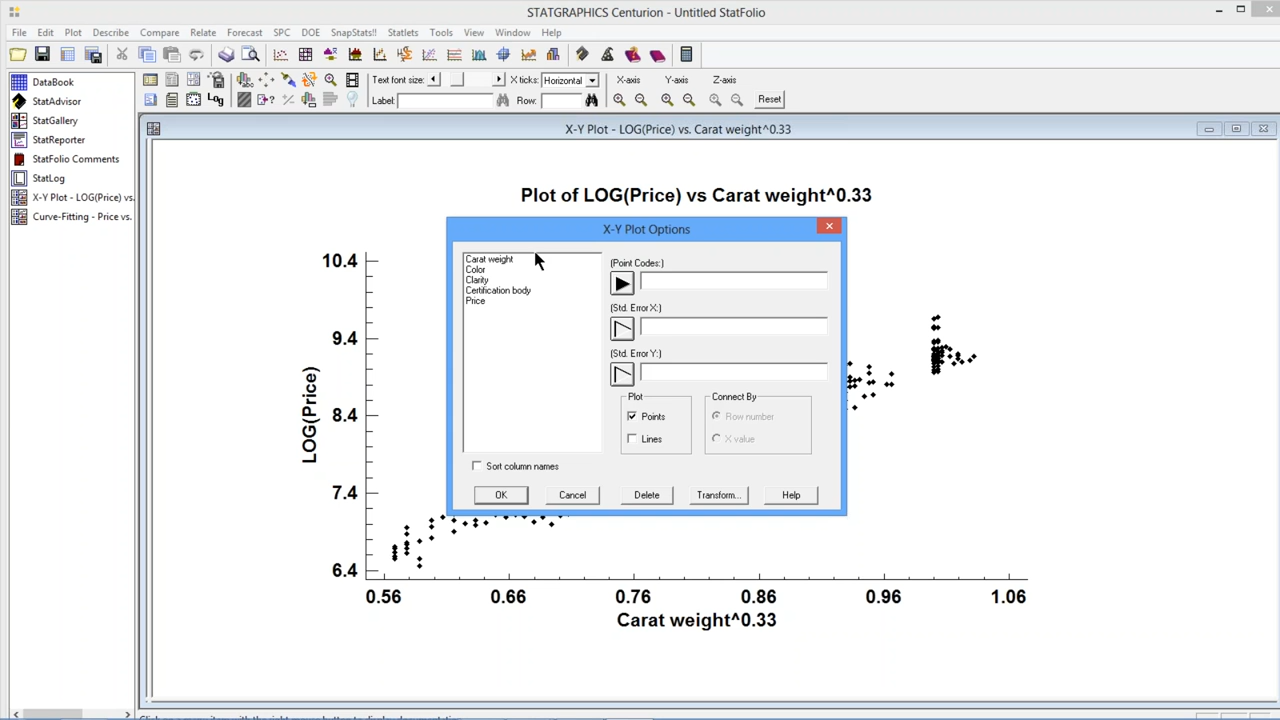 STATGRAPHICS Centurion - Untitled StatFolio
File Edit Plot Describe Compare Relate Forecast SPC DOE SnapStats!! Statlets Tools View Window Help
Text font size: X ticks: Horizontal X-axis Y-axis Z-axis
Log Label: Row: Reset
DataBook
StatAdvisor
StatGallery
StatReporter
StatFolio Comments
StatLog
X-Y Plot - LOG(Price) vs.
Curve-Fitting - Price vs.
X-Y Plot - LOG(Price) vs. Carat weight^0.33
Plot of LOG(Price) vs Carat weight^0.33
10.4
9.4
8.4
7.4
6.4
LOG(Price)
0.56 0.66 0.76 0.86 0.96 1.06
Carat weight^0.33
X-Y Plot Options
Carat weight
Color
Clarity
Certification body
Price
(Point Codes:)
(Std. Error X:)
(Std. Error Y:)
Plot
Points
Lines
Connect By
Row number
X value
Sort column names
OK Cancel Delete Transform... Help